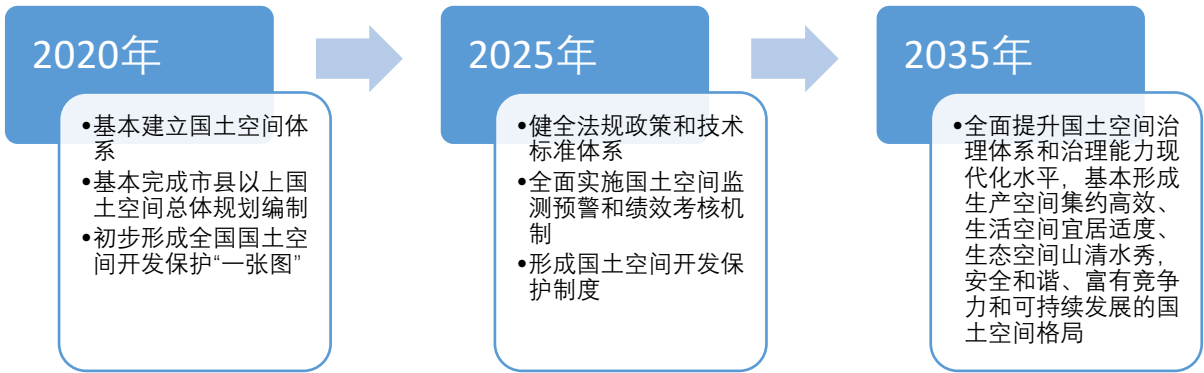 2020年
•基本建立国土空间体
系
•基本完成市县以上国
土空间总体规划编制
•初步形成全国国土空
间开发保护“一张图”
2025年
•健全法规政策和技术
标准体系
•全面实施国土空间监
测预警和绩效考核机
制
•形成国土空间开发保
护制度
2035年
•全面提升国土空间治
理体系和治理能力现
代化水平，基本形成
生产空间集约高效、
生活空间宜居适度、
生态空间山清水秀，
安全和谐、富有竞争
力和可持续发展的国
土空间格局